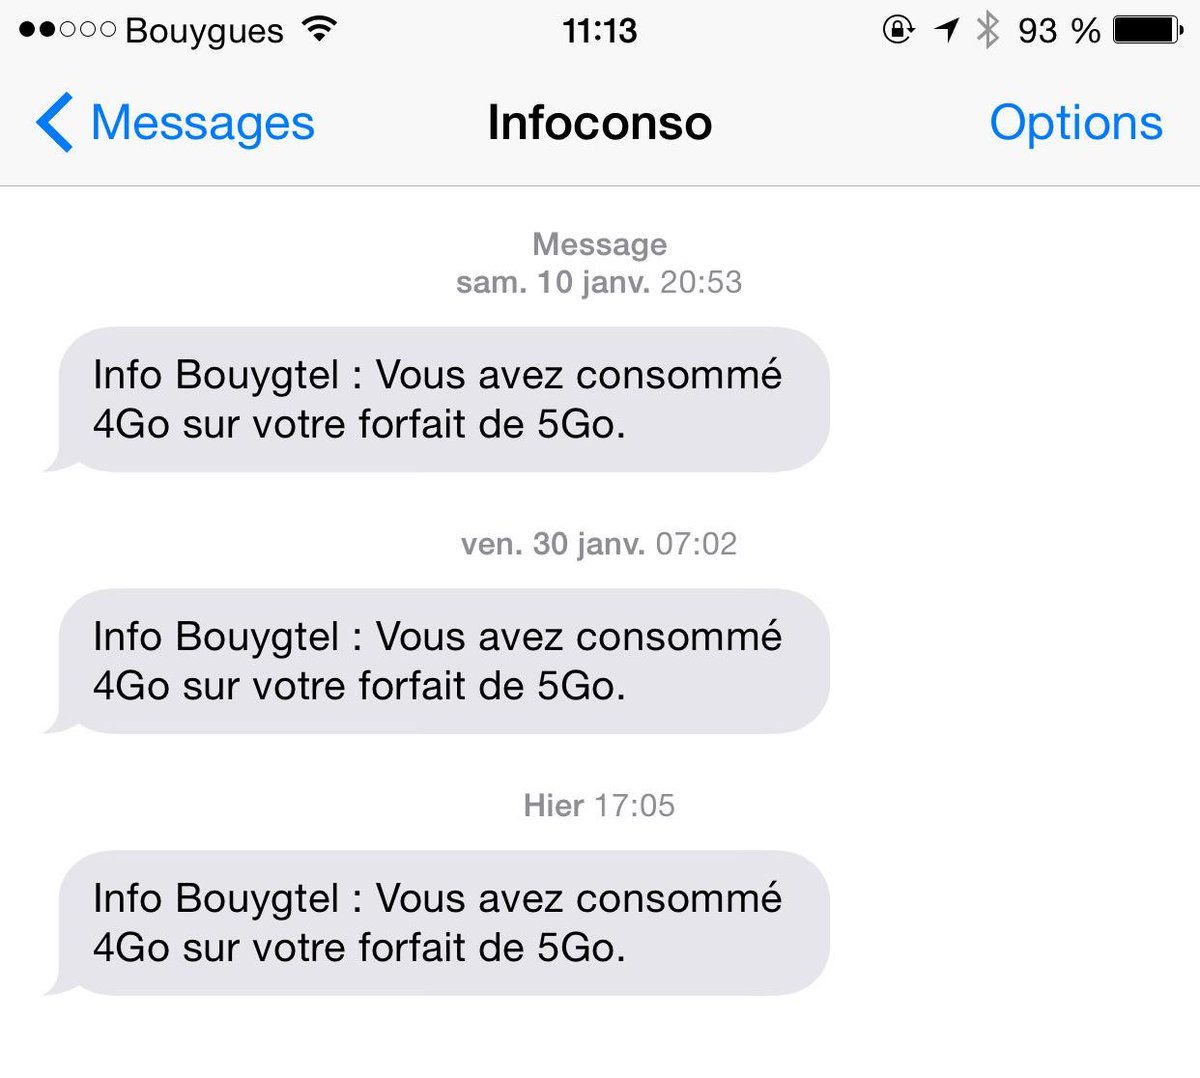 Bouygues 11:13 93 %
Messages Infoconso Options
Message
sam. 10 janv. 20:53
Info Bouygtel : Vous avez consommé
4Go sur votre forfait de 5Go.
ven. 30 janv. 07:02
Info Bouygtel : Vous avez consommé
4Go sur votre forfait de 5Go.
Hier 17:05
Info Bouygtel : Vous avez consommé
4Go sur votre forfait de 5Go.